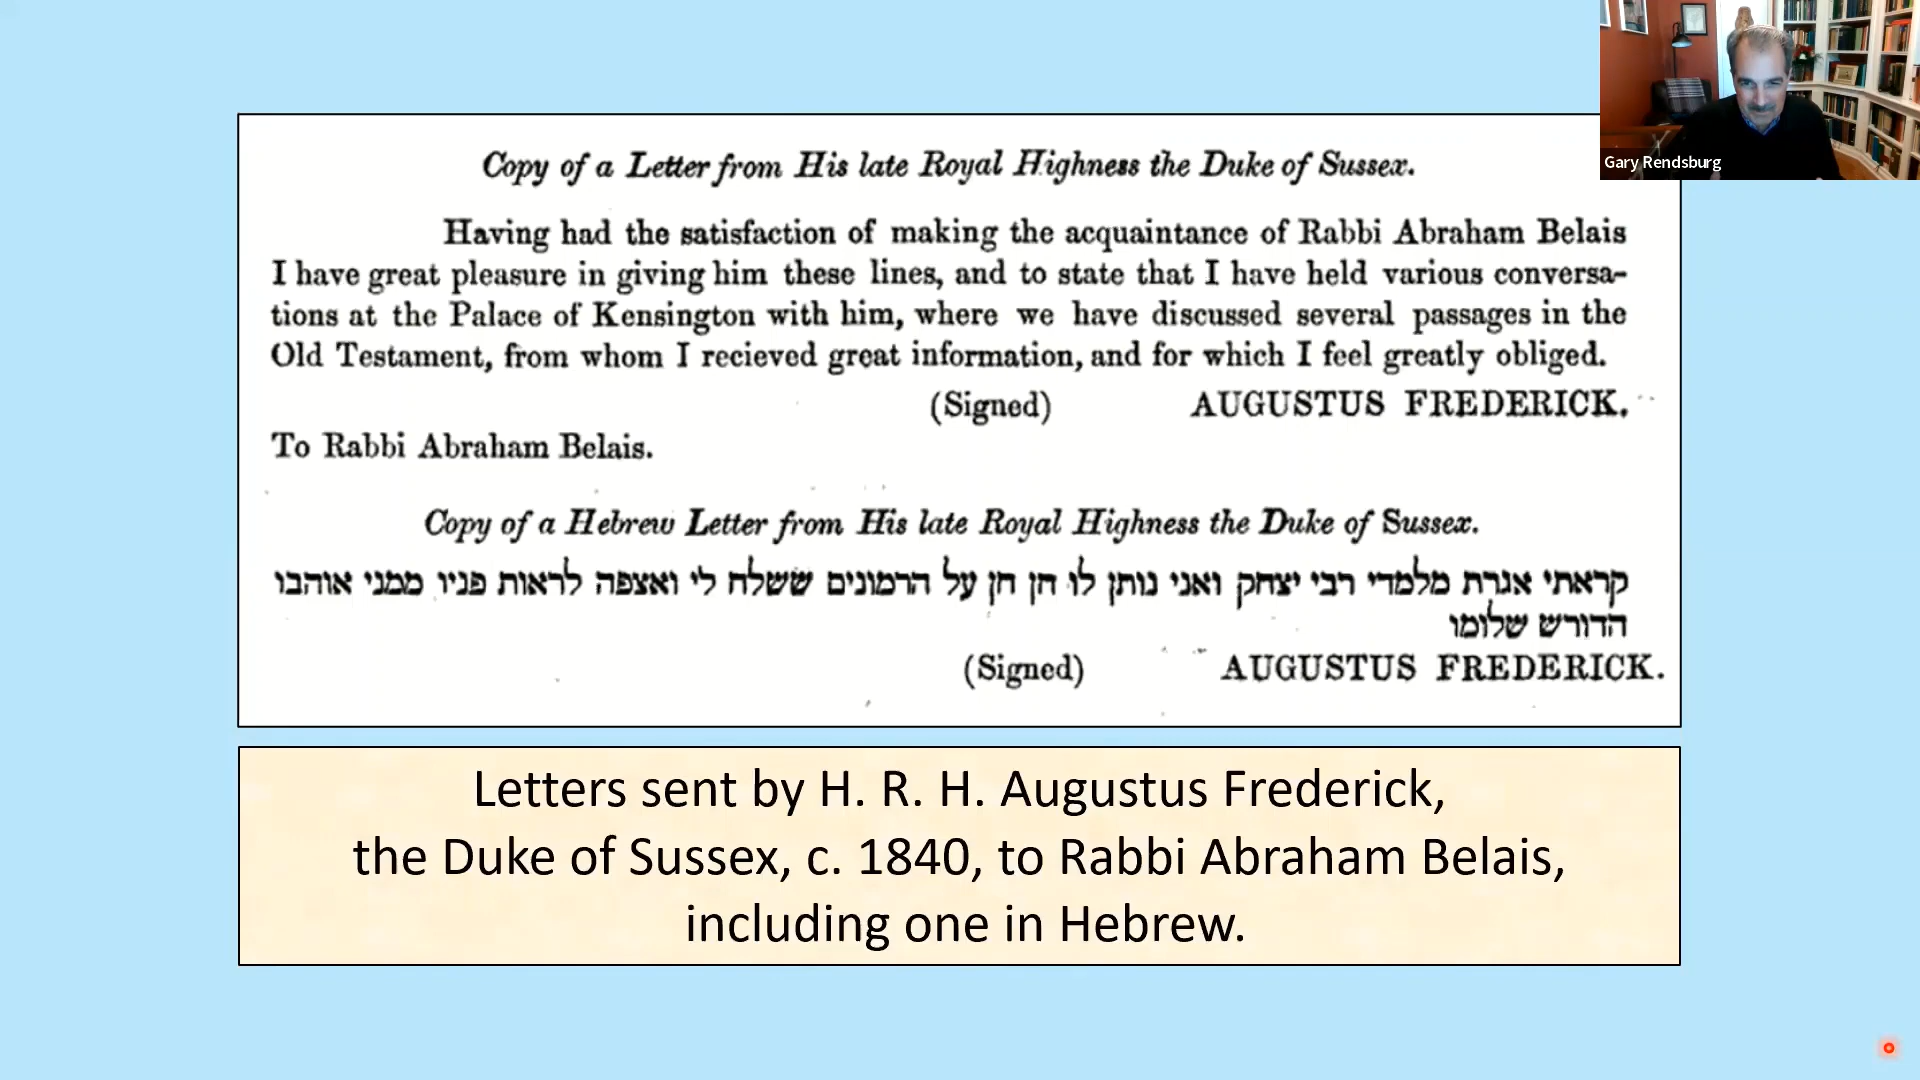 Gary Rendsburg
Copy of a Letter from His late Royal Highness the Duke of Sussex.
Having had the satisfaction of making the acquaintance of Rabbi Abraham Belais
I have great pleasure in giving him these lines, and to state that I have held various conversa-
tions at the Palace of Kensington with him, where we have discussed several passages in the
Old Testament, from whom I recieved great information, and for which I feel greatly obliged.
(Signed) AUGUSTUS FREDERICK.
To Rabbi Abraham Belais.
Copy of a Hebrew Letter from His late Royal Highness the Duke of Sussex.
קראתי אגרת מלמדי רבי יצחק ואני נותן לו חן חן על הרמונים ששלח לי ואצפה לראות פניו ממני אוהבו
הדורש שלומו
(Signed) AUGUSTUS FREDERICK.
Letters sent by H. R. H. Augustus Frederick,
the Duke of Sussex, c. 1840, to Rabbi Abraham Belais,
including one in Hebrew.